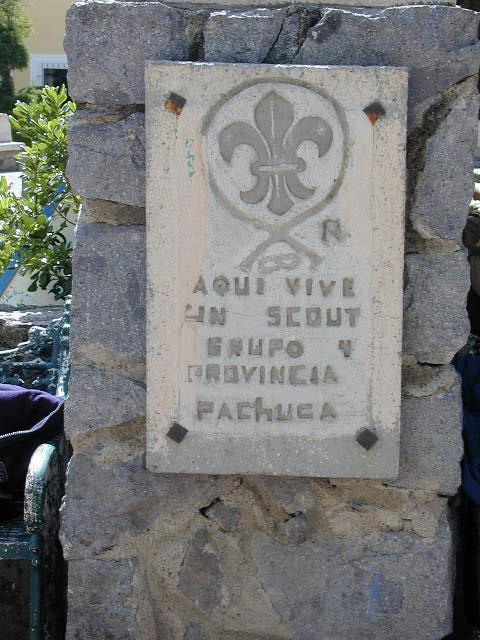 R.
AQUI VIVE
UN SCOUT
GRUPO 4
PROVINCIA
PACHUCA